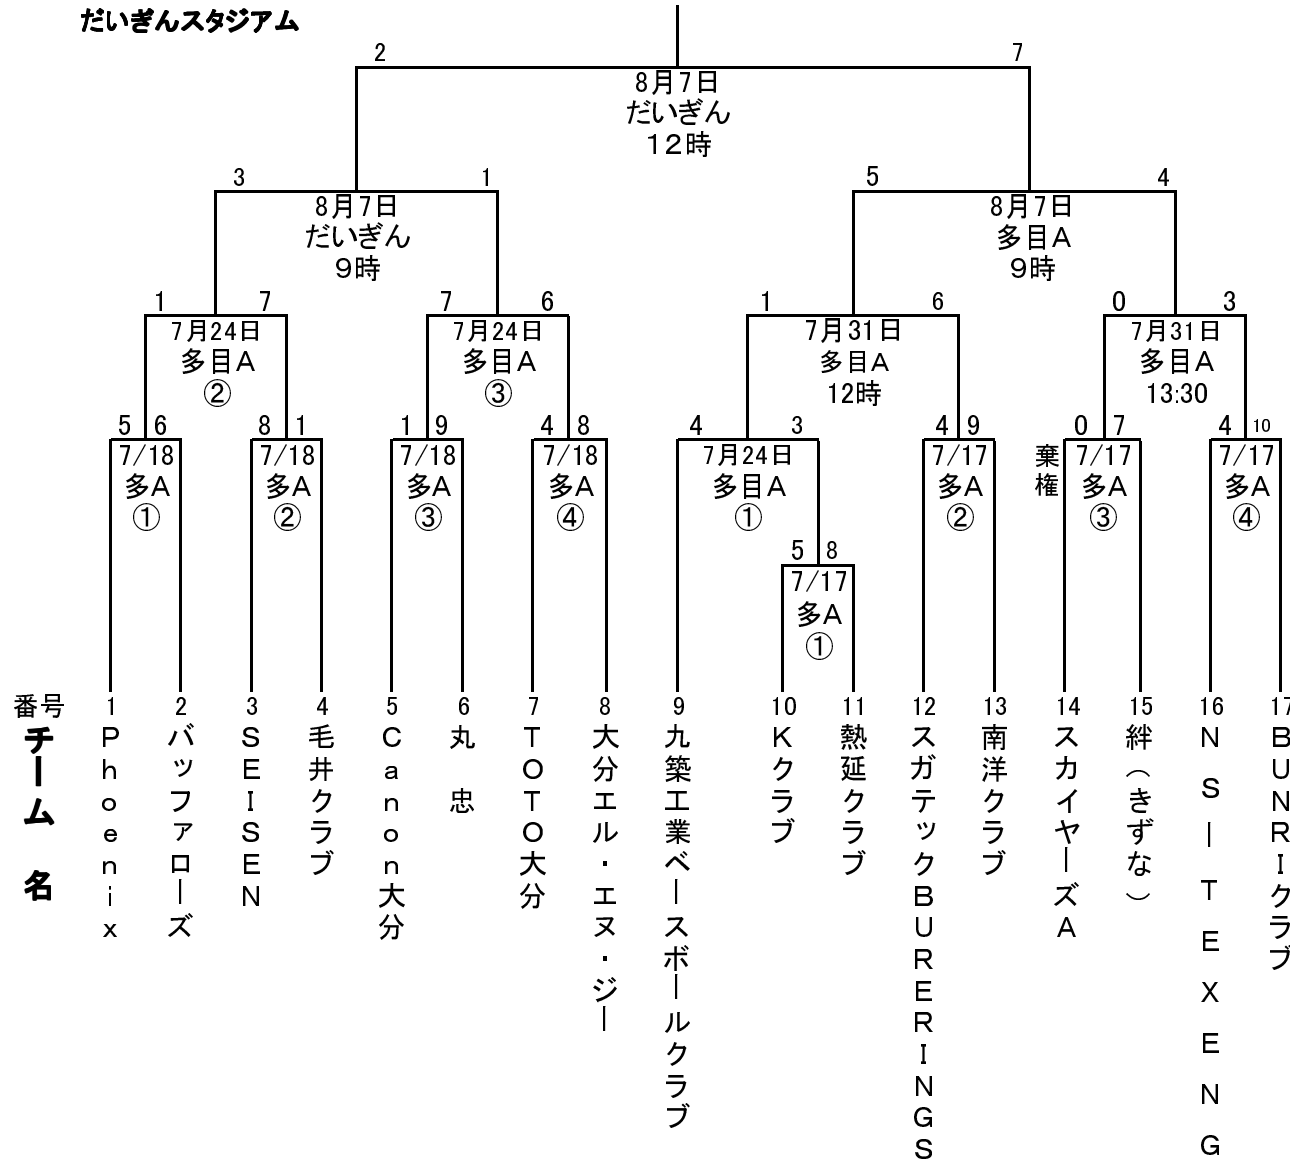 だいぎんスタジアム
2 7
8月7日
だいぎん
12時
3 1 5 4
8月7日 8月7日
だいぎん 多目A
9時 9時
1 7 7 6 1 6 0 3
7月24日 7月24日 7月31日 7月31日
多目A 多目A 多目A 多目A
② ③ 12時 13:30
5 6 8 1 1 9 4 8 4 3 4 9 0 7 4 10
7/18 7/18 7/18 7/18 7月24日 7/17 棄権 7/17 7/17
多A 多A 多A 多A 多目A 多A 多A 多A
① ② ③ ④ ① ② ③ ④
5 8
7/17
多A
①
番号 1 2 3 4 5 6 7 8 9 10 11 12 13 14 15 16 17
チーム 名
Phoenix
バッファローズ
SEISEN
毛井クラブ
Canon大分
丸 忠
TOTO大分
大分エル・エヌ・ジー
九築工業ベースボールクラブ
Kクラブ
熱延クラブ
スガテックBURERINGS
南洋クラブ
スカイヤーズA
絆(きずな)
NSーTEXENG
BUNRIクラブ